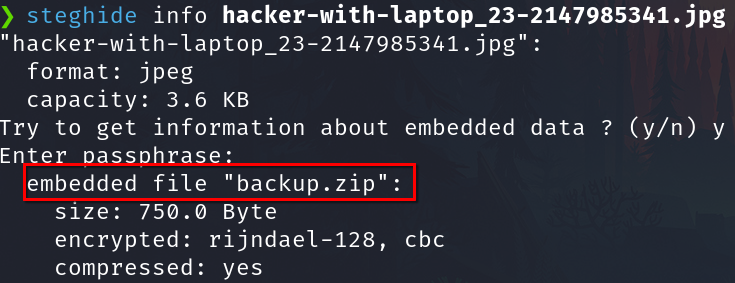 ❯ steghide info hacker-with-laptop_23-2147985341.jpg
"hacker-with-laptop_23-2147985341.jpg":
  format: jpeg
  capacity: 3.6 KB
Try to get information about embedded data ? (y/n) y
Enter passphrase:
  embedded file "backup.zip":
    size: 750.0 Byte
    encrypted: rijndael-128, cbc
    compressed: yes